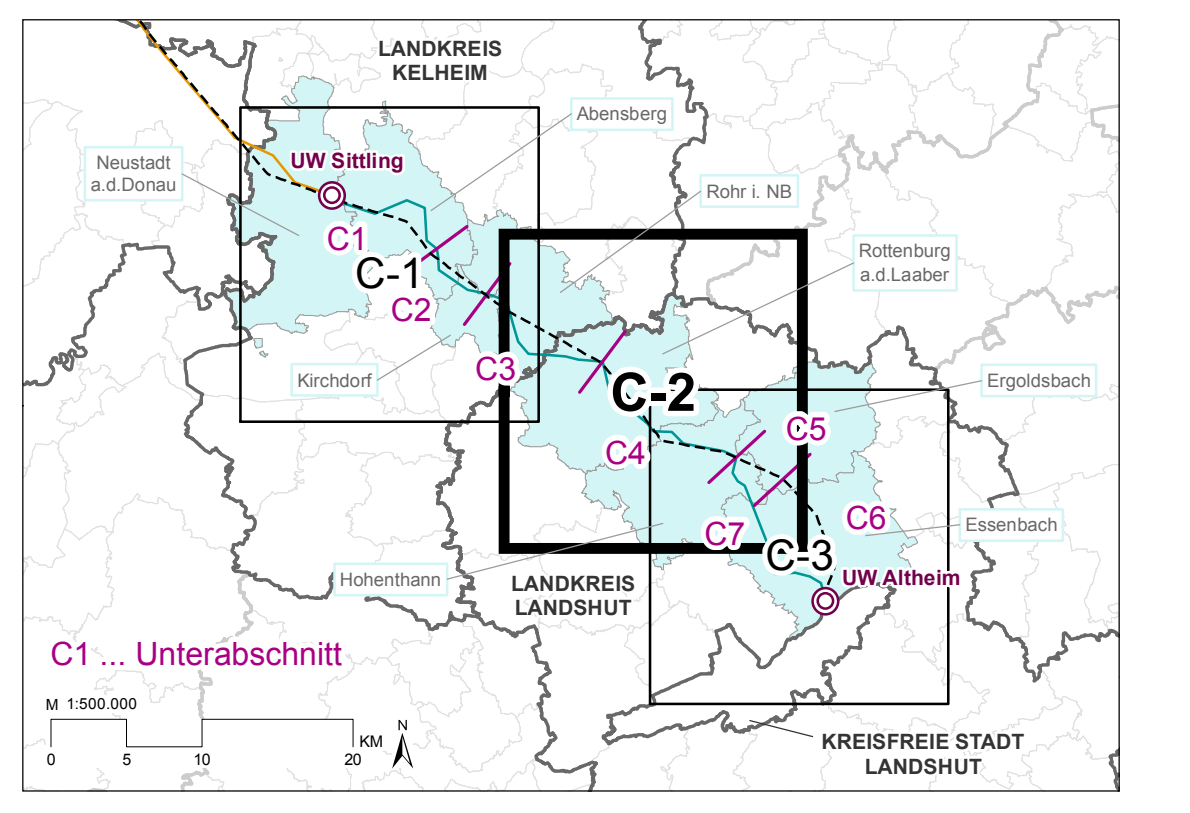 LANDKREIS
KELHEIM
Abensberg
Neustadt
a.d.Donau
UW Sittling
Rohr i. NB
C1
C-1
Rottenburg
a.d.Laaber
C2
Kirchdorf
C3
C-2
Ergoldsbach
C5
C4
C6
Essenbach
C7
C-3
Hohenthann
LANDKREIS
LANDSHUT
UW Altheim
C1 ... Unterabschnitt
M 1:500.000
N
KM
0 5 10 20
KREISFREIE STADT
LANDSHUT